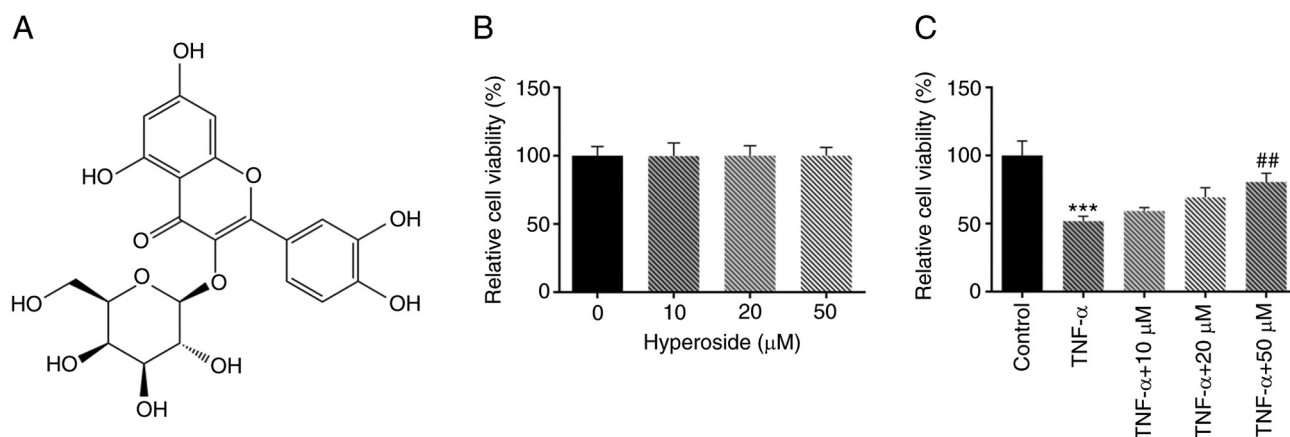 A
OH
HO
O
O
OH
OH
O
O
HO
HO
OH
OH
B
Relative cell viability (%)
150
100
50
0
0 10 20 50
Hyperoside (μM)
C
Relative cell viability (%)
150
100
50
0
***
##
Control
TNF-α
TNF-α+10 μM
TNF-α+20 μM
TNF-α+50 μM